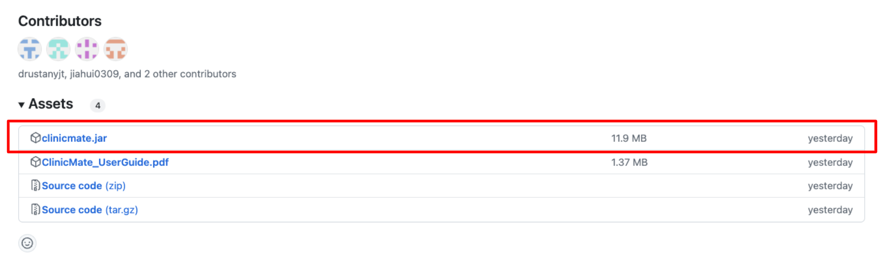 Contributors
drustanyjt, jiahui0309, and 2 other contributors
Assets 4
clinicmate.jar 11.9 MB yesterday
ClinicMate_UserGuide.pdf 1.37 MB yesterday
Source code (zip) yesterday
Source code (tar.gz) yesterday